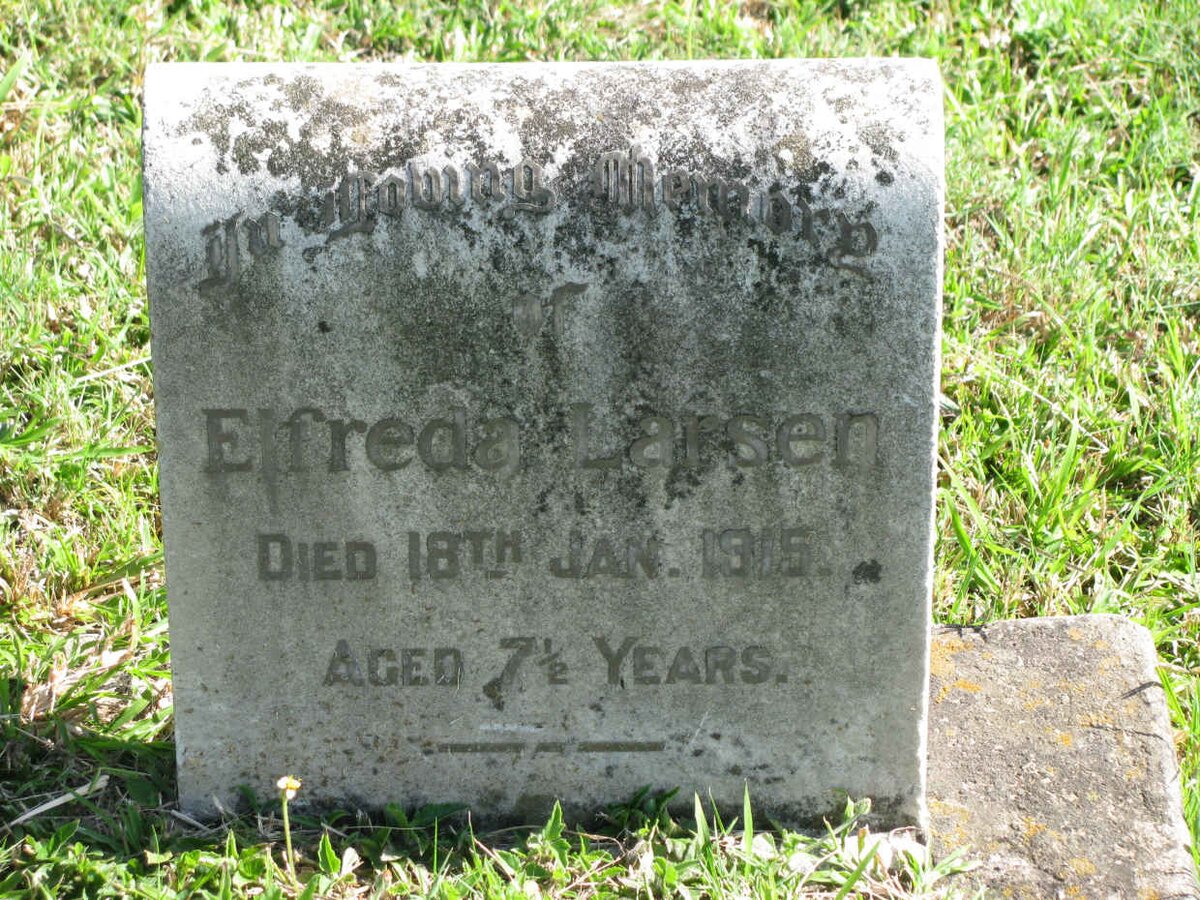 In Loving Memory
of
Elfreda Larsen
DIED 18TH JAN. 1915.
AGED 7½ YEARS.